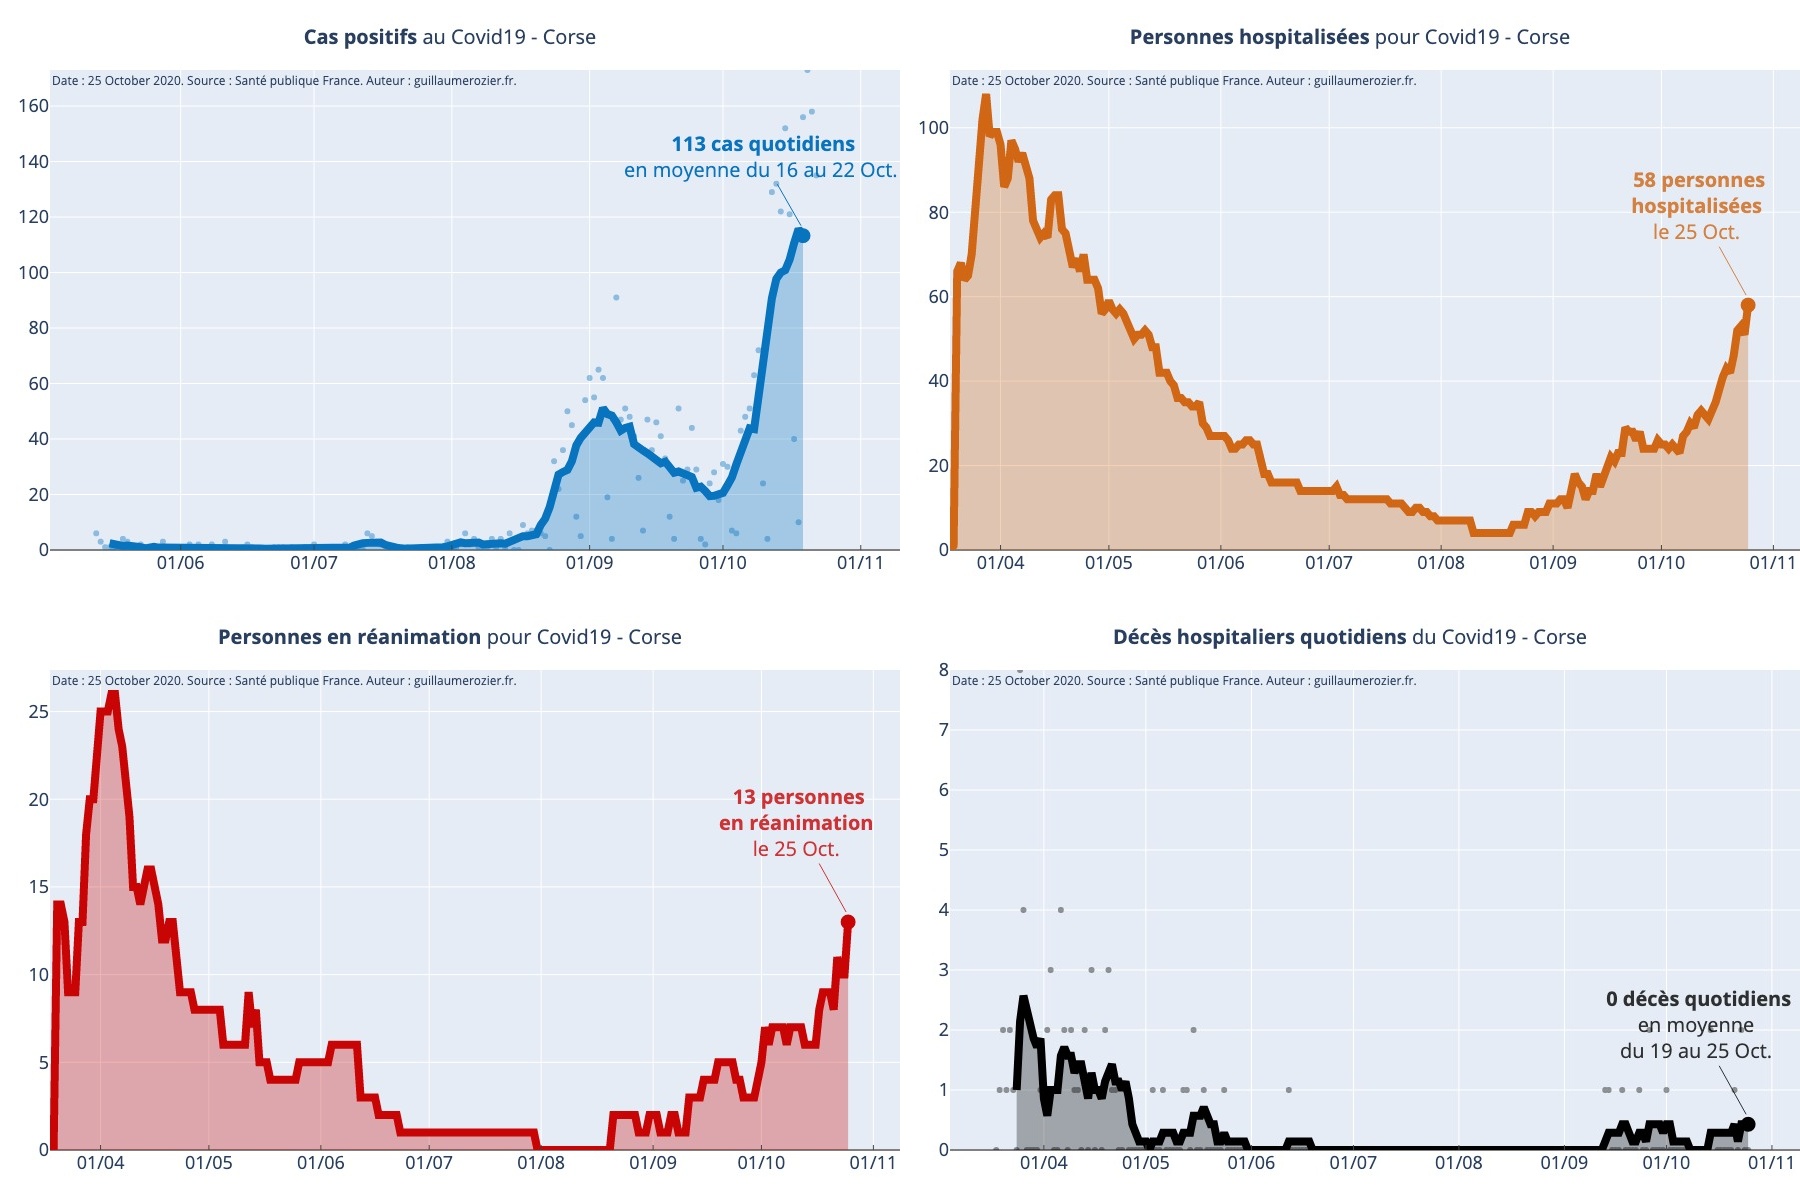 Cas positifs au Covid19 - Corse
Date : 25 October 2020. Source : Santé publique France. Auteur : guillaumerozier.fr.
160
140
120
100
80
60
40
20
0
113 cas quotidiens
en moyenne du 16 au 22 Oct.
01/06 01/07 01/08 01/09 01/10 01/11
Personnes hospitalisées pour Covid19 - Corse
Date : 25 October 2020. Source : Santé publique France. Auteur : guillaumerozier.fr.
100
80
60
40
20
0
58 personnes
hospitalisées
le 25 Oct.
01/04 01/05 01/06 01/07 01/08 01/09 01/10 01/11
Personnes en réanimation pour Covid19 - Corse
Date : 25 October 2020. Source : Santé publique France. Auteur : guillaumerozier.fr.
25
20
15
10
5
0
13 personnes
en réanimation
le 25 Oct.
01/04 01/05 01/06 01/07 01/08 01/09 01/10 01/11
Décès hospitaliers quotidiens du Covid19 - Corse
Date : 25 October 2020. Source : Santé publique France. Auteur : guillaumerozier.fr.
8
7
6
5
4
3
2
1
0
0 décès quotidiens
en moyenne
du 19 au 25 Oct.
01/04 01/05 01/06 01/07 01/08 01/09 01/10 01/11